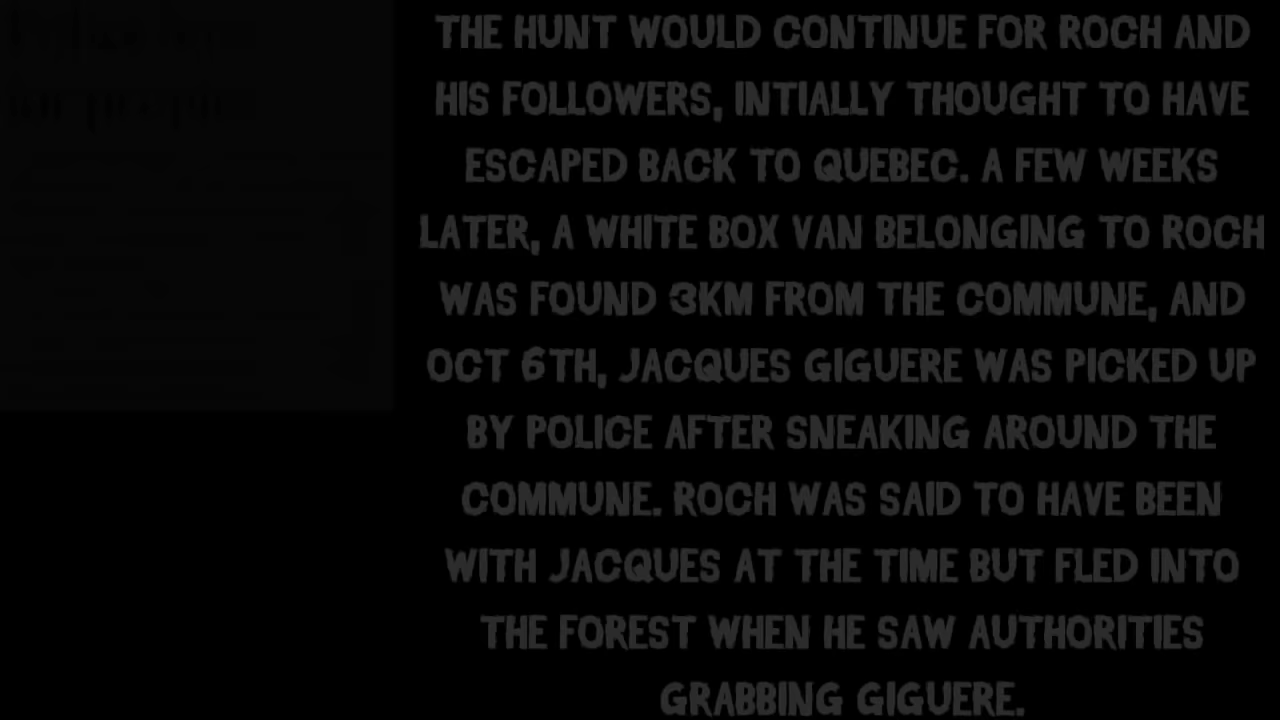 THE HUNT WOULD CONTINUE FOR ROCH AND
HIS FOLLOWERS, INTIALLY THOUGHT TO HAVE
ESCAPED BACK TO QUEBEC. A FEW WEEKS
LATER, A WHITE BOX VAN BELONGING TO ROCH
WAS FOUND 3KM FROM THE COMMUNE, AND
OCT 6TH, JACQUES GIGUERE WAS PICKED UP
BY POLICE AFTER SNEAKING AROUND THE
COMMUNE. ROCH WAS SAID TO HAVE BEEN
WITH JACQUES AT THE TIME BUT FLED INTO
THE FOREST WHEN HE SAW AUTHORITIES
GRABBING GIGUERE.